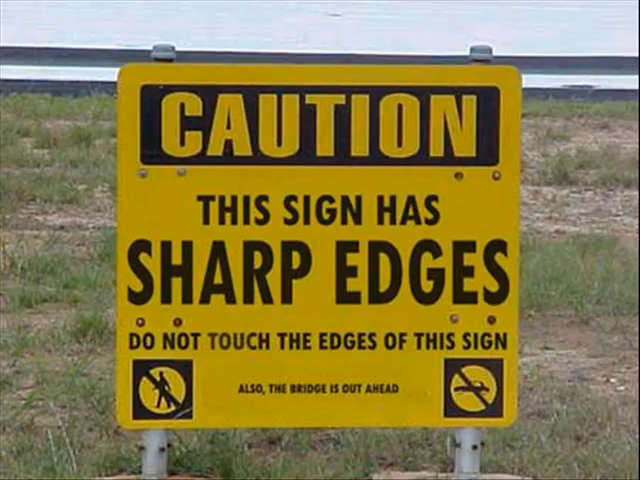 CAUTION
THIS SIGN HAS
SHARP EDGES
DO NOT TOUCH THE EDGES OF THIS SIGN
ALSO, THE BRIDGE IS OUT AHEAD